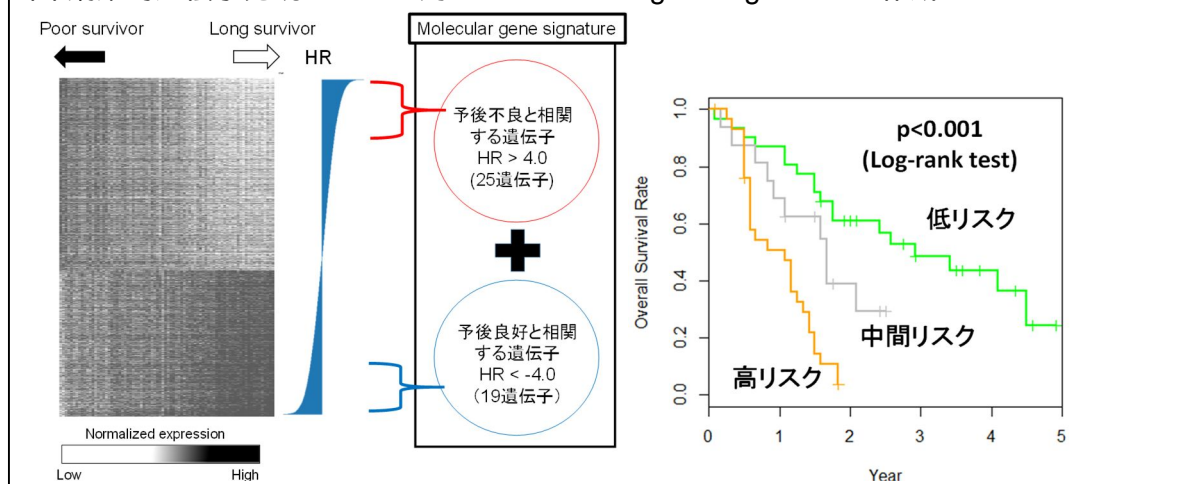 Poor survivor
Long survivor
HR
Molecular gene signature
予後不良と相関
する遺伝子
HR > 4.0
(25遺伝子)
予後良好と相関
する遺伝子
HR < -4.0
(19遺伝子)
Normalized expression
Low
High
Overall Survival Rate
1.0
0.8
0.6
0.4
0.2
0.0
p<0.001
(Log-rank test)
低リスク
中間リスク
高リスク
0
1
2
3
4
5
Year